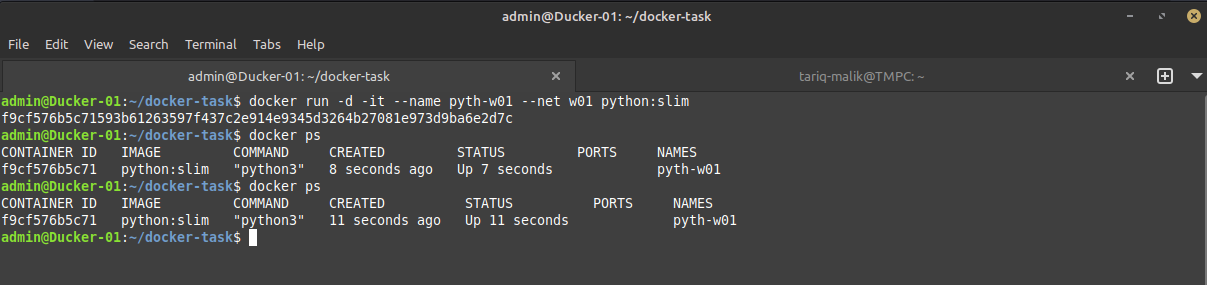 admin@Ducker-01: ~/docker-task
File Edit View Search Terminal Tabs Help
admin@Ducker-01: ~/docker-task tariq-malik@TMPC: ~
admin@Ducker-01:~/docker-task$ docker run -d -it --name pyth-w01 --net w01 python:slim
f9cf576b5c71593b61263597f437c2e914e9345d3264b27081e973d9ba6e2d7c
admin@Ducker-01:~/docker-task$ docker ps
CONTAINER ID   IMAGE         COMMAND     CREATED         STATUS         PORTS     NAMES
f9cf576b5c71   python:slim   "python3"   8 seconds ago   Up 7 seconds             pyth-w01
admin@Ducker-01:~/docker-task$ docker ps
CONTAINER ID   IMAGE         COMMAND     CREATED          STATUS          PORTS     NAMES
f9cf576b5c71   python:slim   "python3"   11 seconds ago   Up 11 seconds             pyth-w01
admin@Ducker-01:~/docker-task$